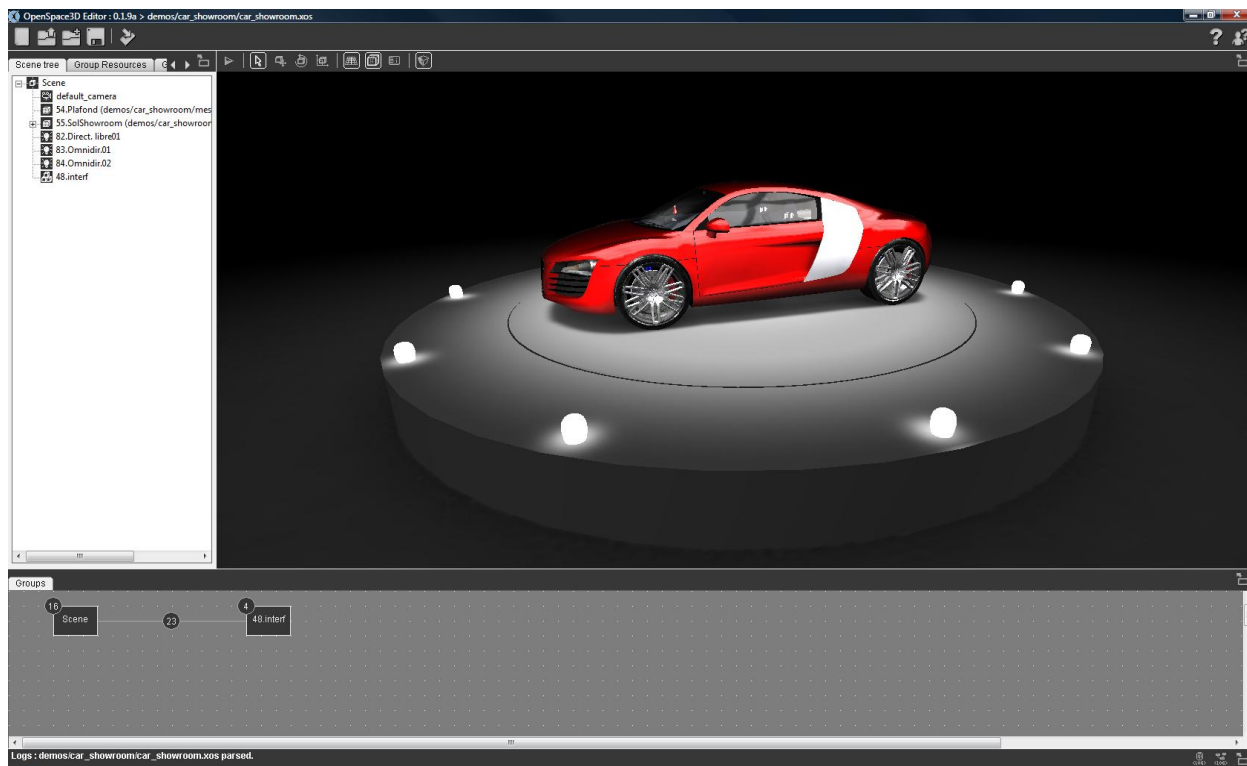 OpenSpace3D Editor : 0.1.9a > demos/car_showroom/car_showroom.xos
Scene tree Group Resources
Scene
default_camera
54.Plafond (demos/car_showroom/mes
55.SolShowroom (demos/car_showroor
82.Direct. libre01
83.Omnidir.01
84.Omnidir.02
48.interf
Groups
16 4
Scene 23 48.interf
Logs : demos/car_showroom/car_showroom.xos parsed.